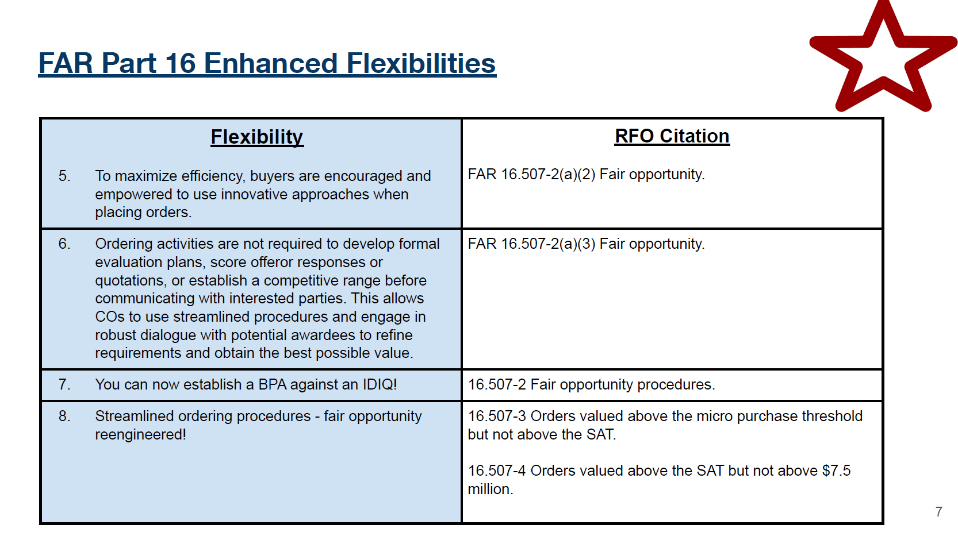 FAR Part 16 Enhanced Flexibilities
Flexibility
RFO Citation
5. To maximize efficiency, buyers are encouraged and
empowered to use innovative approaches when
placing orders.
FAR 16.507-2(a)(2) Fair opportunity.
6. Ordering activities are not required to develop formal
evaluation plans, score offeror responses or
quotations, or establish a competitive range before
communicating with interested parties. This allows
COs to use streamlined procedures and engage in
robust dialogue with potential awardees to refine
requirements and obtain the best possible value.
FAR 16.507-2(a)(3) Fair opportunity.
7. You can now establish a BPA against an IDIQ!
16.507-2 Fair opportunity procedures.
8. Streamlined ordering procedures - fair opportunity
reengineered!
16.507-3 Orders valued above the micro purchase threshold
but not above the SAT.
16.507-4 Orders valued above the SAT but not above $7.5
million.
7